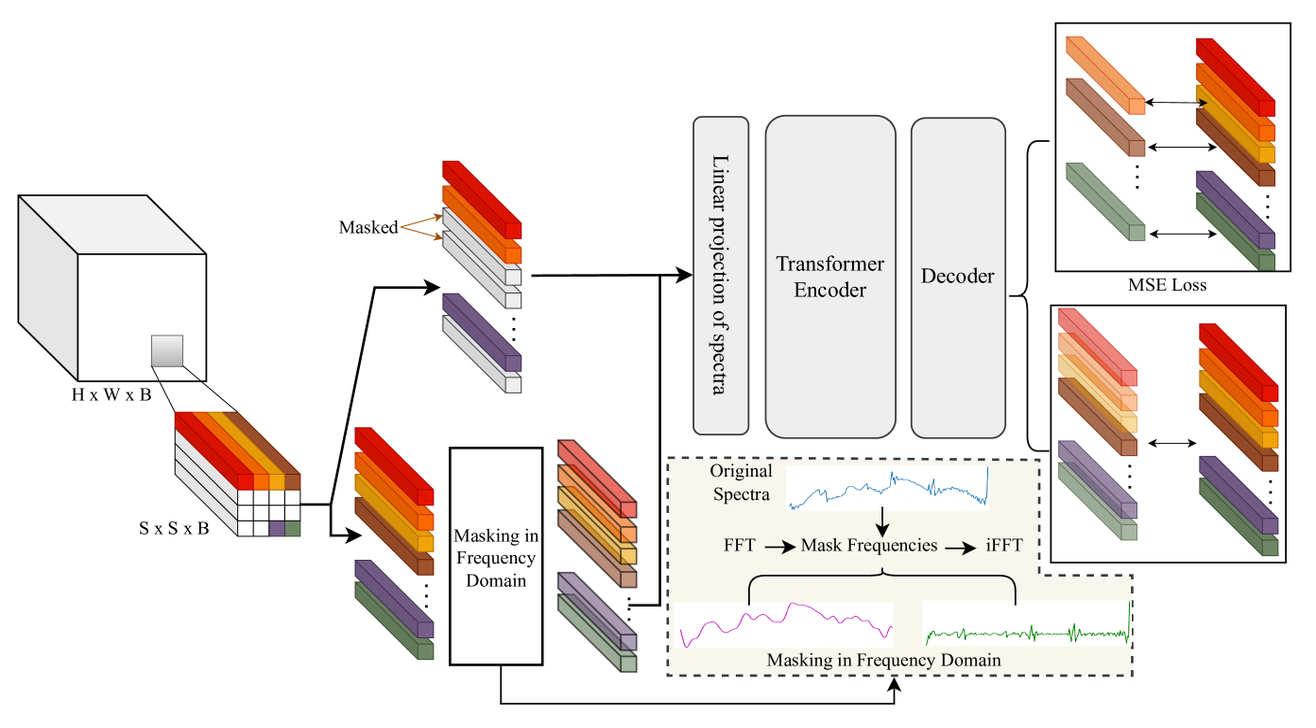 H x W x B
S x S x B
Masked
Masking in
Frequency
Domain
Linear projection of spectra
Transformer
Encoder
Decoder
MSE Loss
Original
Spectra
FFT
Mask Frequencies
iFFT
Masking in Frequency Domain